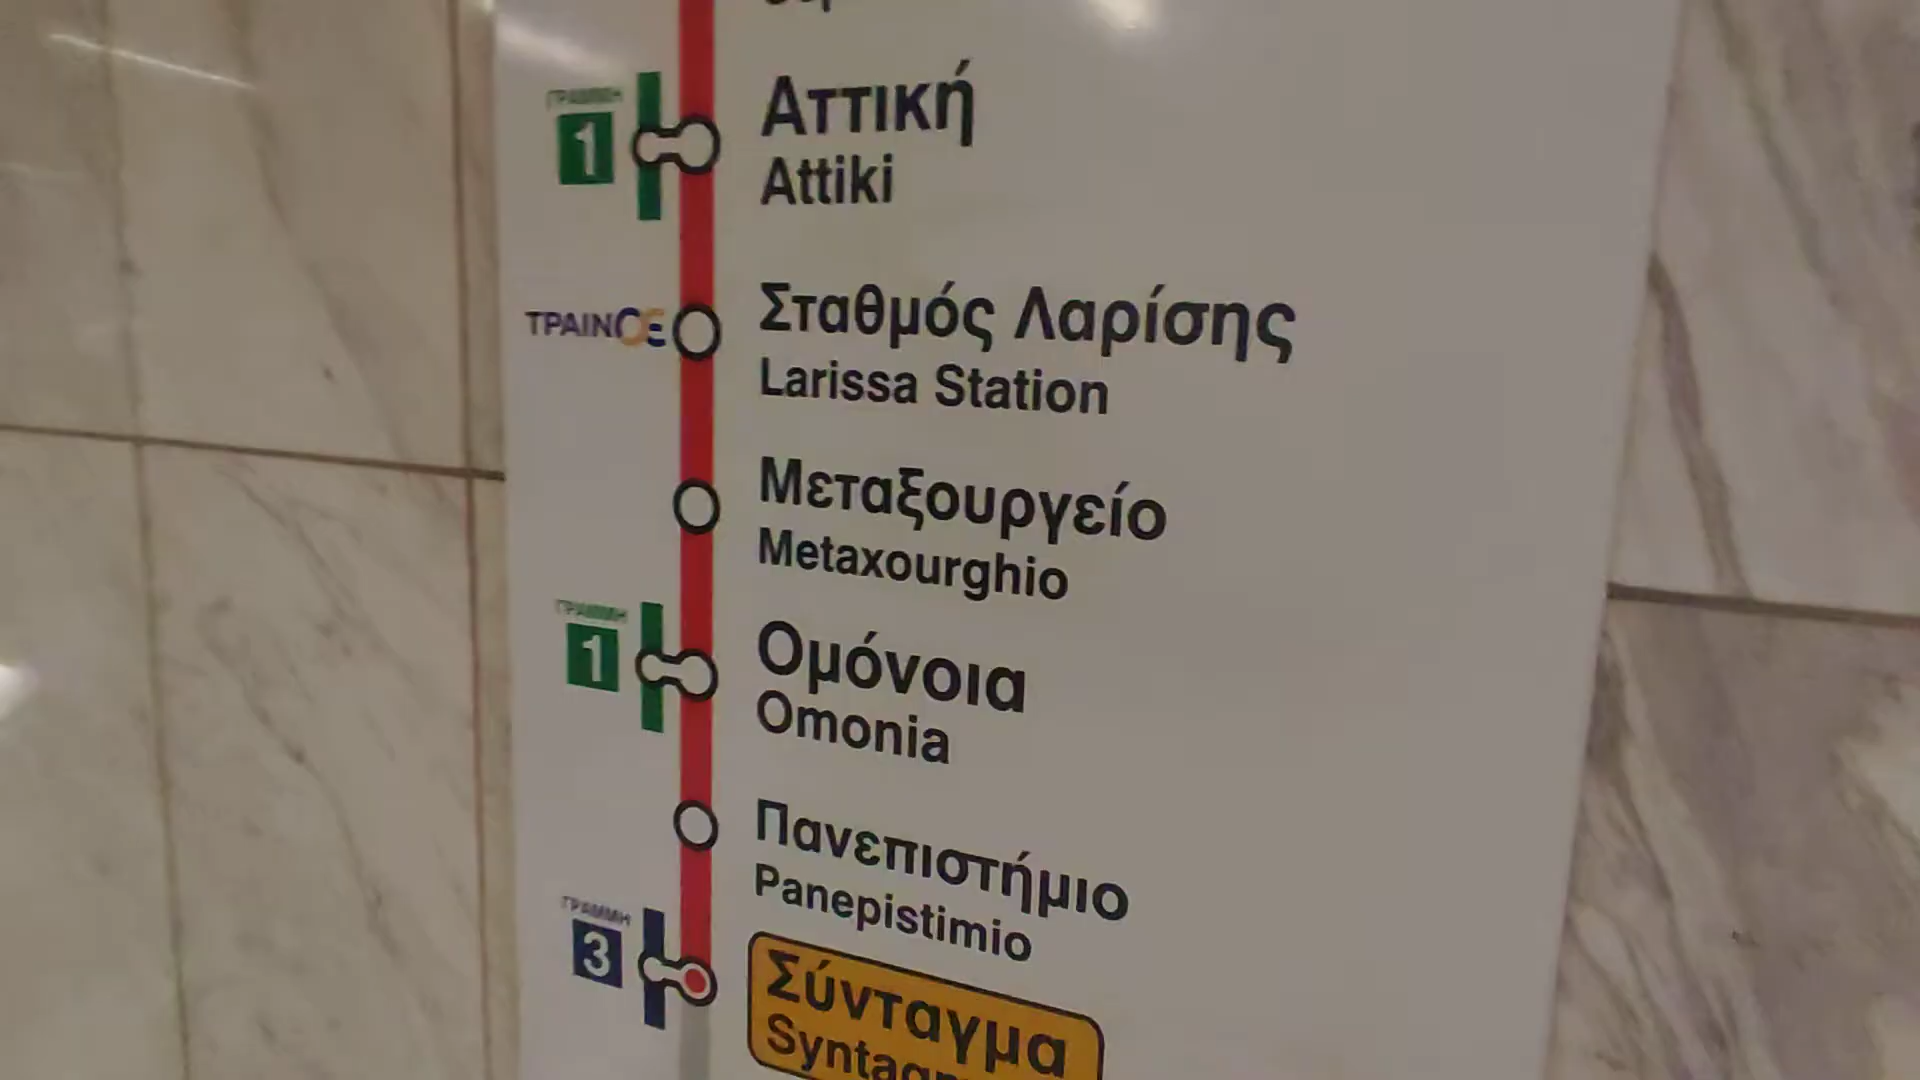 ΓΡΑΜΜΗ
1
Αττική
Attiki
ΤΡΑΙΝΟΣΕ
Σταθμός Λαρίσης
Larissa Station
Μεταξουργείο
Metaxourghio
ΓΡΑΜΜΗ
1
Ομόνοια
Omonia
Πανεπιστήμιο
Panepistimio
ΓΡΑΜΜΗ
3
Σύνταγμα